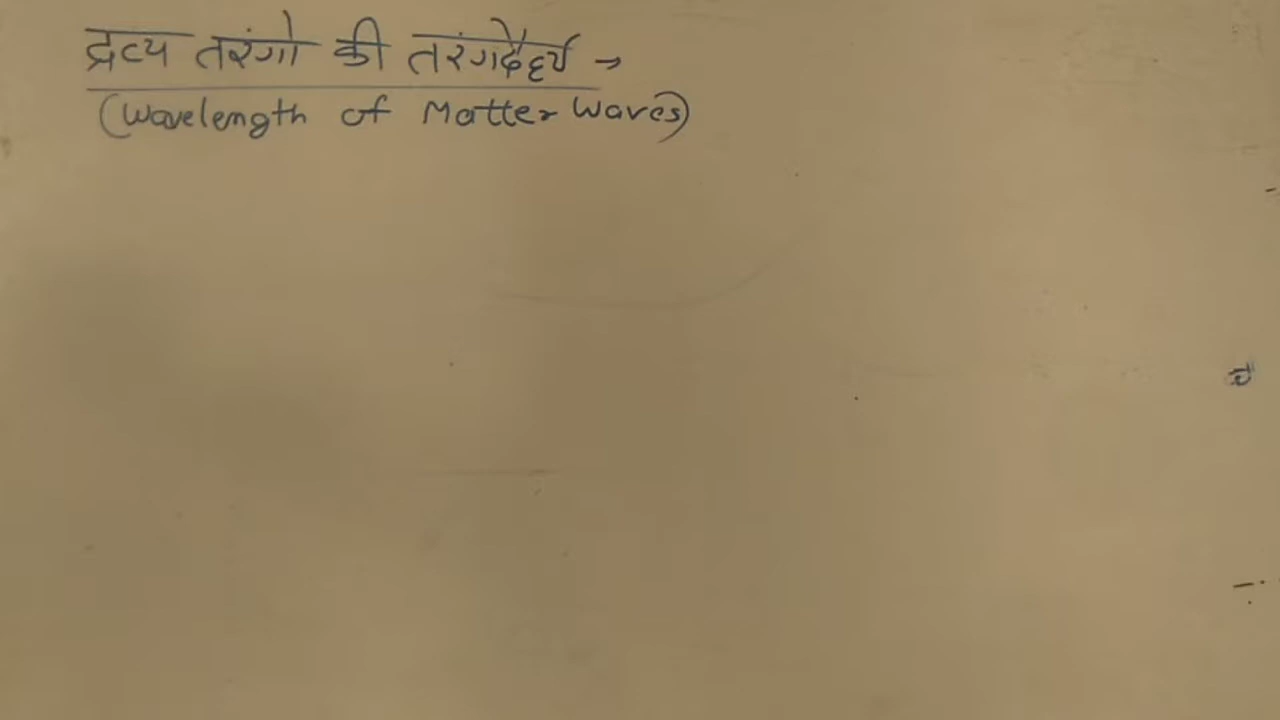 द्रव्य तरंगो की तरंगदैर्ध्य →
(Wavelength of Matter Waves)